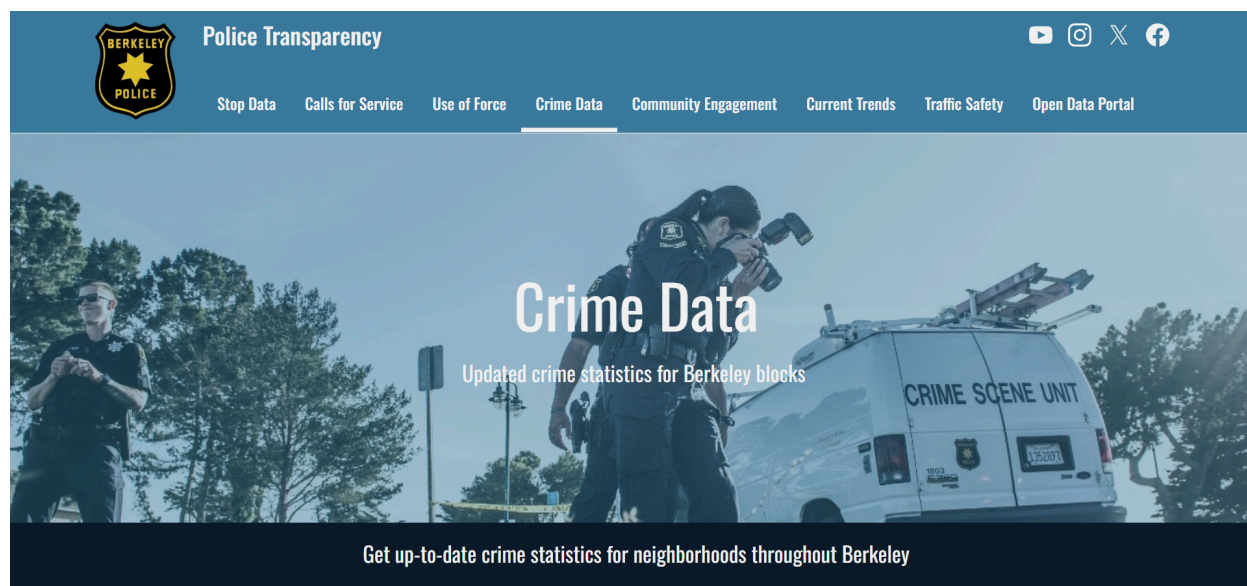 BERKELEY
POLICE
Police Transparency
Stop Data
Calls for Service
Use of Force
Crime Data
Community Engagement
Current Trends
Traffic Safety
Open Data Portal
Crime Data
Updated crime statistics for Berkeley blocks
CRIME SCENE UNIT
1352897
1803
Get up-to-date crime statistics for neighborhoods throughout Berkeley